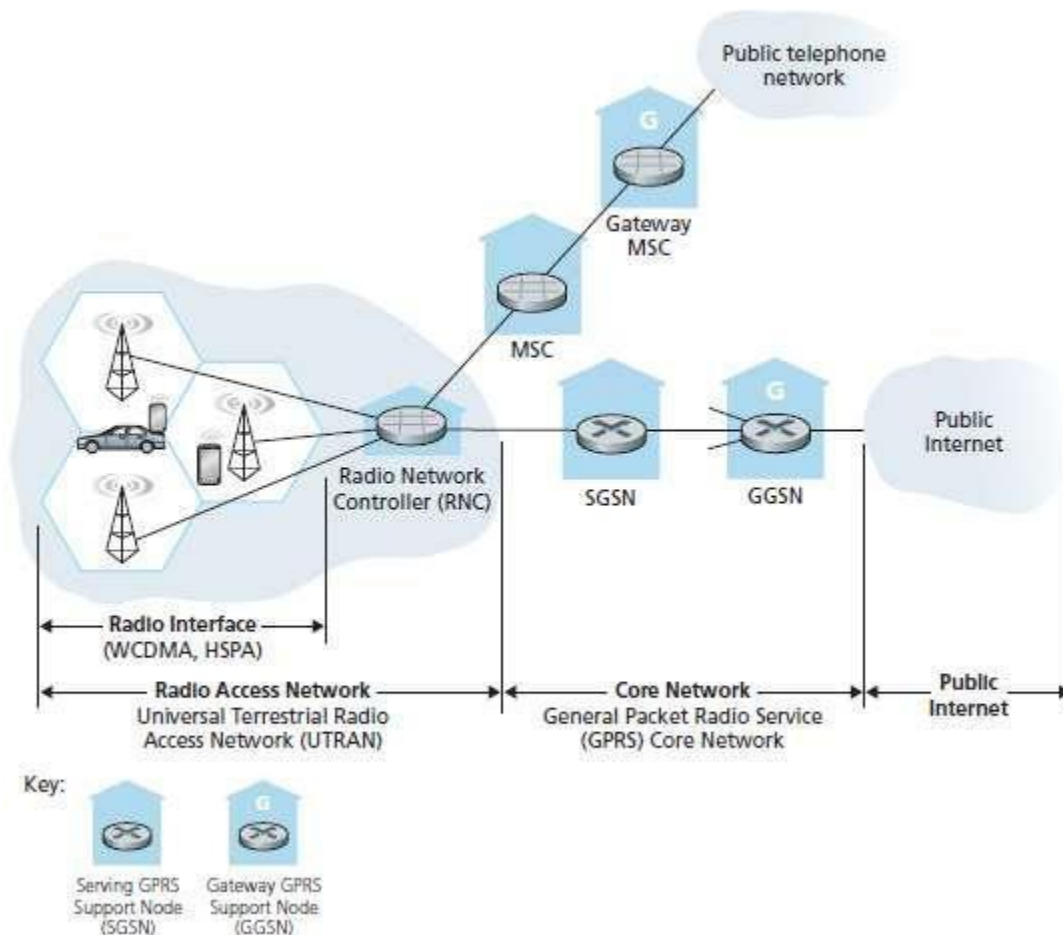 Public telephone
network
G
Gateway
MSC
MSC
G
Public
Internet
Radio Network
Controller (RNC)
SGSN
GGSN
Radio Interface
(WCDMA, HSPA)
Radio Access Network
Universal Terrestrial Radio
Access Network (UTRAN)
Core Network
General Packet Radio Service
(GPRS) Core Network
Public
Internet
Key:
G
Serving GPRS
Support Node
(SGSN)
Gateway GPRS
Support Node
(GGSN)